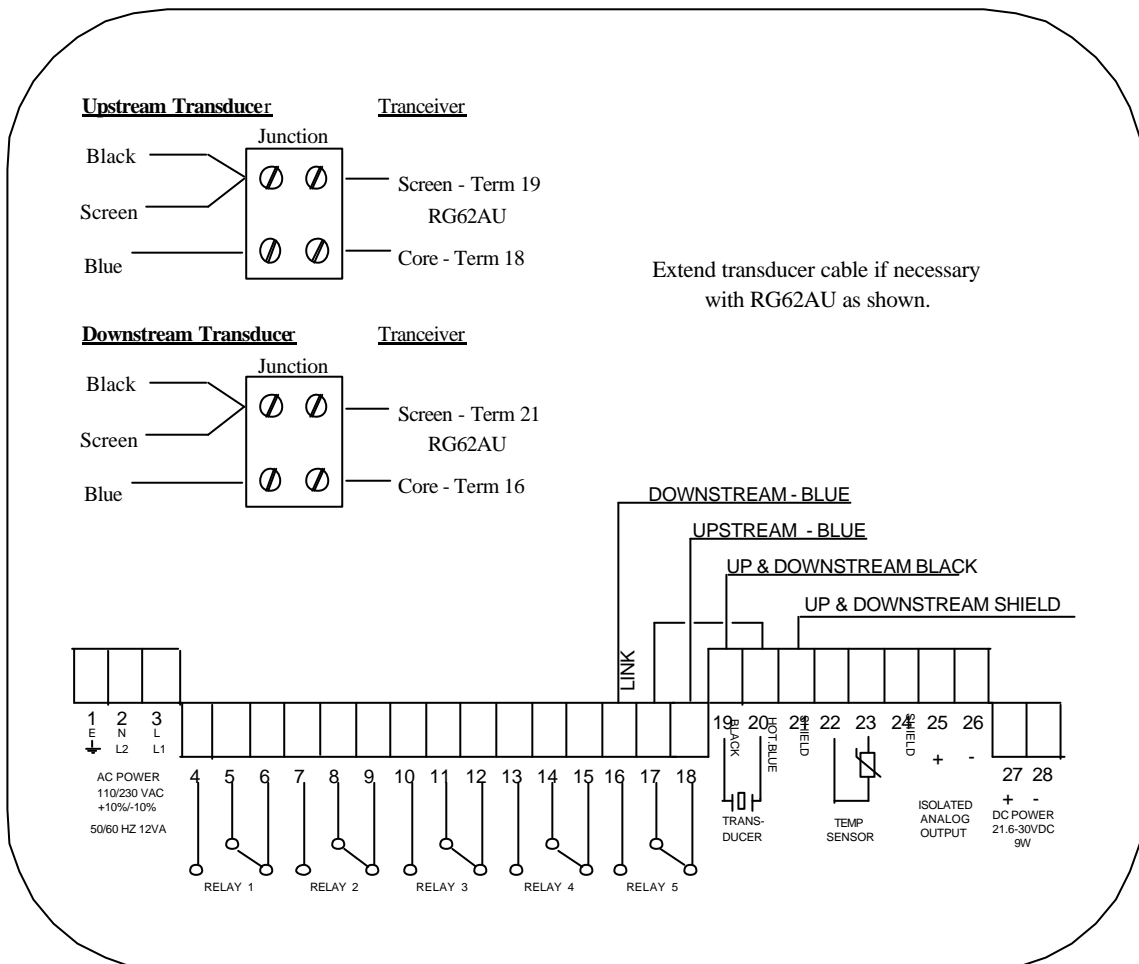 Upstream Transducer Tranceiver
Junction
Black
Screen - Term 19
Screen
RG62AU
Blue
Core - Term 18
Extend transducer cable if necessary
with RG62AU as shown.
Downstream Transducer Tranceiver
Junction
Black
Screen - Term 21
Screen
RG62AU
Blue
Core - Term 16
DOWNSTREAM - BLUE
UPSTREAM - BLUE
UP & DOWNSTREAM BLACK
UP & DOWNSTREAM SHIELD
LINK
1 2 3
E N L
L2 L1
AC POWER
110/230 VAC
+10%/-10%
50/60 HZ 12VA
4 5 6 7 8 9 10 11 12 13 14 15 16 17 18
RELAY 1 RELAY 2 RELAY 3 RELAY 4 RELAY 5
19 20 21 22 23 24 25 26
BLACK
HOT.BLUE
SHIELD
SHIELD
+ -
TRANS-
DUCER
TEMP
SENSOR
ISOLATED
ANALOG
OUTPUT
27 28
+ -
DC POWER
21.6-30VDC
9W